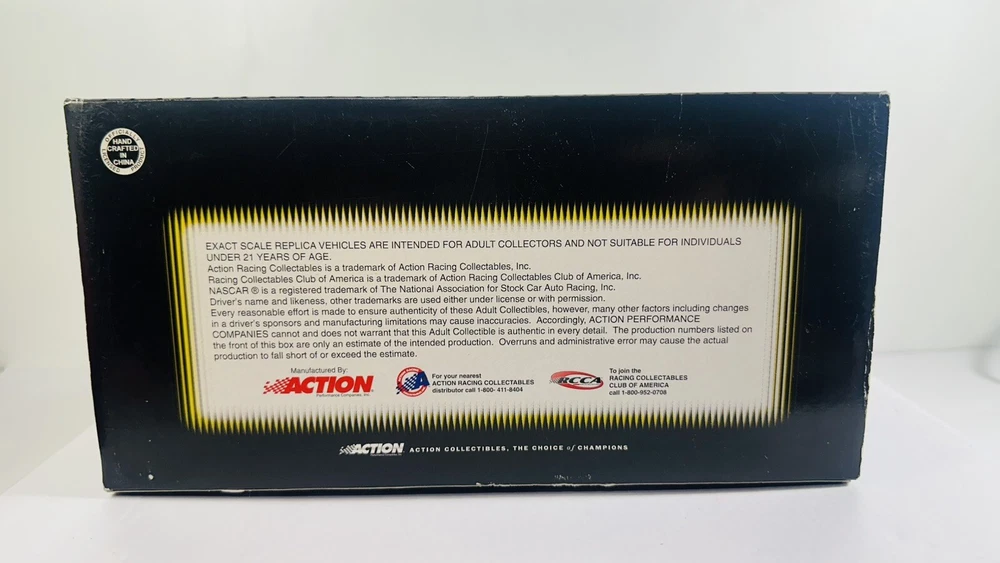 OFFICIALLY
HAND
CRAFTED
IN
CHINA
LICENSED PRODUCT
EXACT SCALE REPLICA VEHICLES ARE INTENDED FOR ADULT COLLECTORS AND NOT SUITABLE FOR INDIVIDUALS
UNDER 21 YEARS OF AGE.
Action Racing Collectables is a trademark of Action Racing Collectables, Inc.
Racing Collectables Club of America is a trademark of Action Racing Collectables Club of America, Inc.
NASCAR ® is a registered trademark of The National Association for Stock Car Auto Racing, Inc.
Driver's name and likeness, other trademarks are used either under license or with permission.
Every reasonable effort is made to ensure authenticity of these Adult Collectibles, however, many other factors including changes
in a driver's sponsors and manufacturing limitations may cause inaccuracies. Accordingly, ACTION PERFORMANCE
COMPANIES cannot and does not warrant that this Adult Collectible is authentic in every detail. The production numbers listed on
the front of this box are only an estimate of the intended production. Overruns and administrative error may cause the actual
production to fall short of or exceed the estimate.
Manufactured By:
ACTION
Performance Companies, Inc.
For your nearest
ACTION RACING COLLECTABLES
distributor call 1-800- 411-8404
RCCA
To join the
RACING COLLECTABLES
CLUB OF AMERICA
call 1-800-952-0708
ACTION ACTION COLLECTIBLES, THE CHOICE of CHAMPIONS